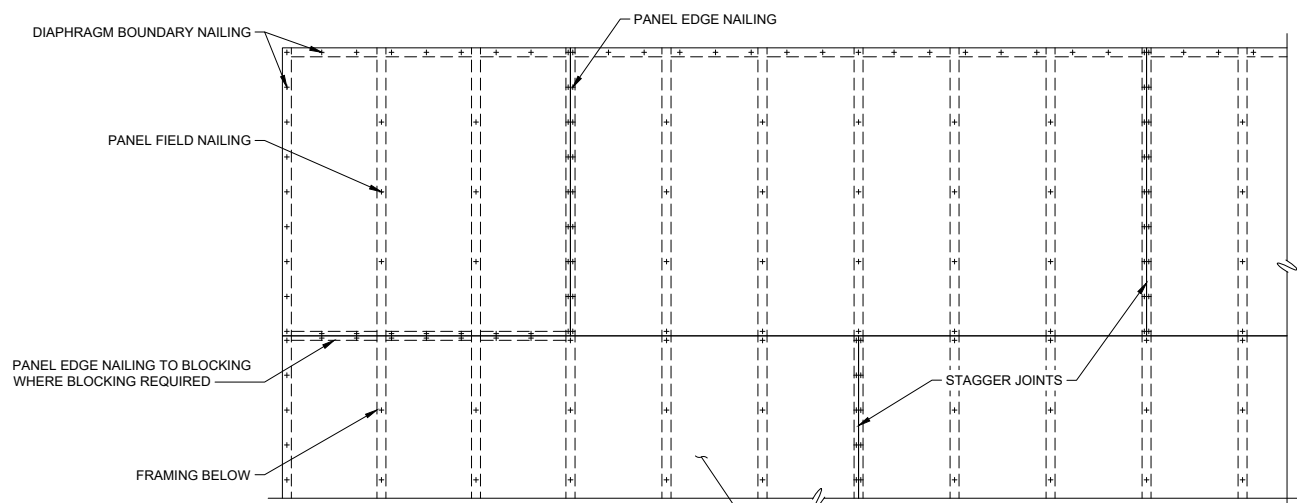 PANEL EDGE NAILING
DIAPHRAGM BOUNDARY NAILING
PANEL FIELD NAILING
PANEL EDGE NAILING TO BLOCKING
WHERE BLOCKING REQUIRED
STAGGER JOINTS
FRAMING BELOW